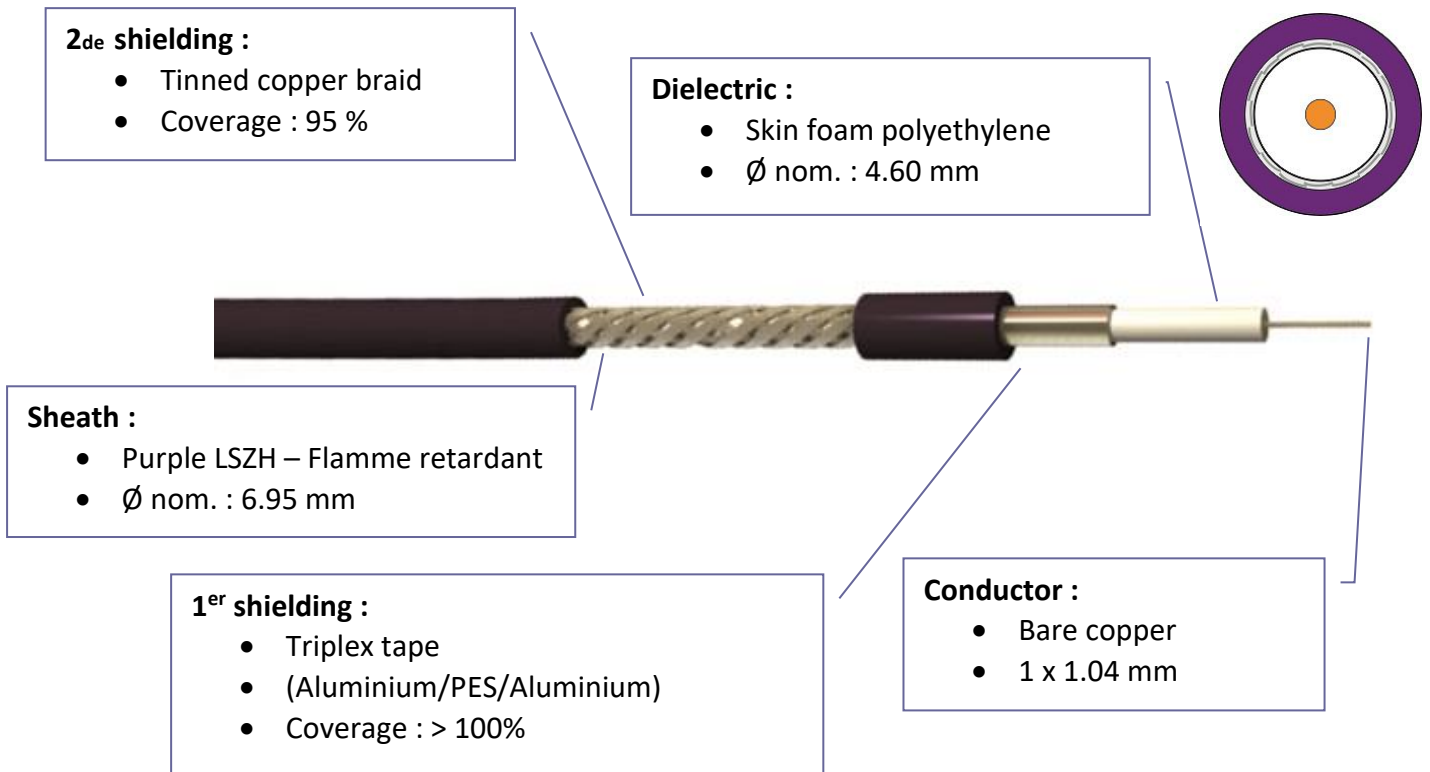 2de shielding :
• Tinned copper braid
• Coverage : 95 %
Dielectric :
• Skin foam polyethylene
• Ø nom. : 4.60 mm
Sheath :
• Purple LSZH – Flamme retardant
• Ø nom. : 6.95 mm
1er shielding :
• Triplex tape
• (Aluminium/PES/Aluminium)
• Coverage : > 100%
Conductor :
• Bare copper
• 1 x 1.04 mm